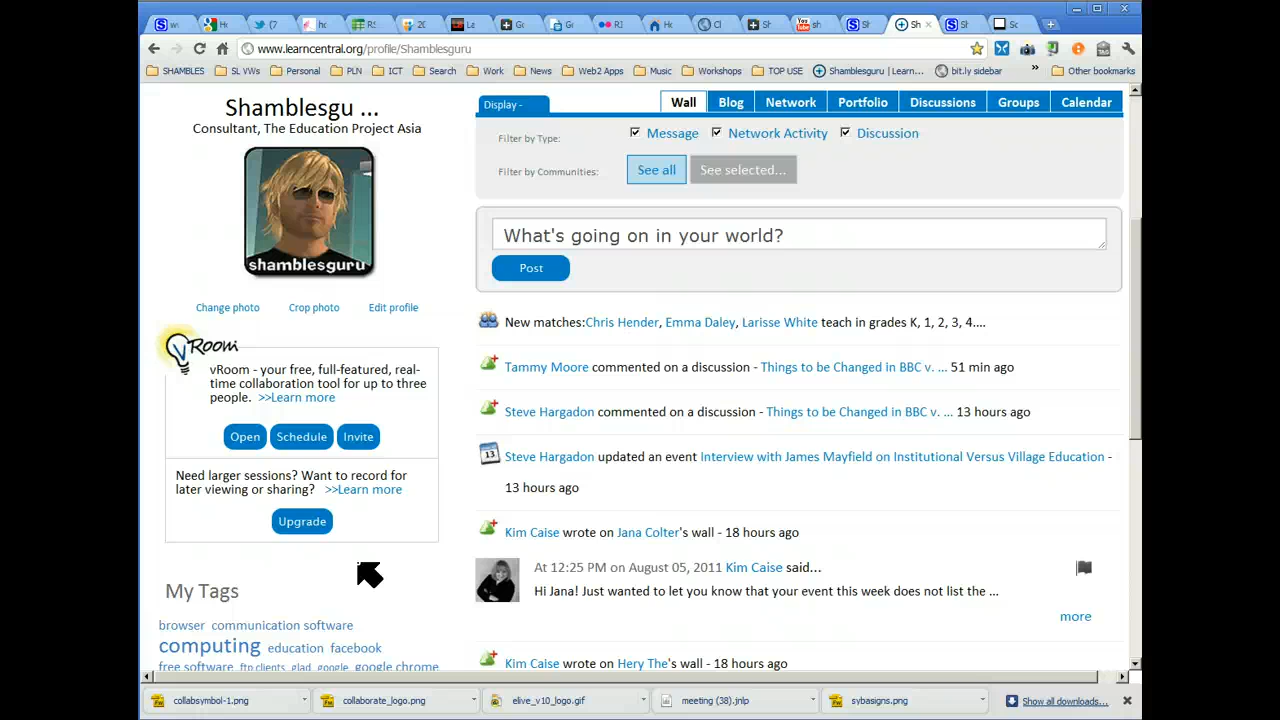 www.learncentral.org/profile/Shamblesguru
SHAMBLES SL VWs Personal PLN ICT Search Work News Web2 Apps Music Workshops TOP USE Shamblesguru | Learn... bit.ly sidebar » Other bookmarks
Shamblesgu ...
Consultant, The Education Project Asia
shamblesguru
Change photo Crop photo Edit profile
vRoom
vRoom - your free, full-featured, real-
time collaboration tool for up to three
people. >>Learn more
Open Schedule Invite
Need larger sessions? Want to record for
later viewing or sharing? >>Learn more
Upgrade
My Tags
browser communication software
computing education facebook
free software ftp clients glad google google chrome
Display - Wall Blog Network Portfolio Discussions Groups Calendar
Filter by Type: Message Network Activity Discussion
Filter by Communities: See all See selected...
What's going on in your world?
Post
New matches:Chris Hender, Emma Daley, Larisse White teach in grades K, 1, 2, 3, 4....
Tammy Moore commented on a discussion - Things to be Changed in BBC v. ... 51 min ago
Steve Hargadon commented on a discussion - Things to be Changed in BBC v. ... 13 hours ago
13
Steve Hargadon updated an event Interview with James Mayfield on Institutional Versus Village Education -
13 hours ago
Kim Caise wrote on Jana Colter's wall - 18 hours ago
At 12:25 PM on August 05, 2011 Kim Caise said...
Hi Jana! Just wanted to let you know that your event this week does not list the ...
more
Kim Caise wrote on Hery The's wall - 18 hours ago
collabsymbol-1.png collaborate_logo.png elive_v10_logo.gif meeting (38).jnlp sybasigns.png Show all downloads...